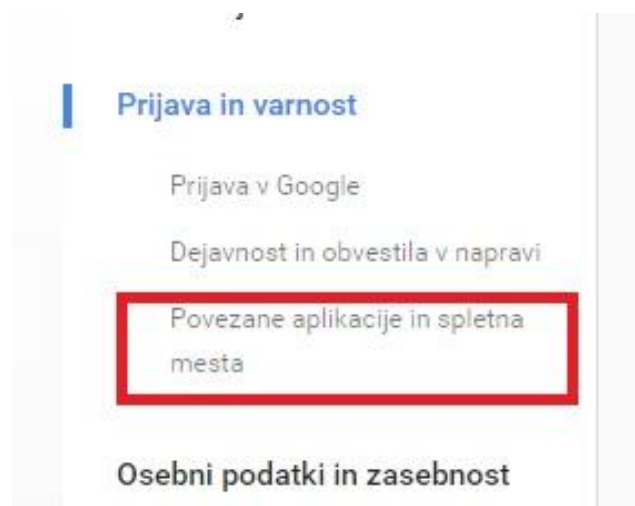 Prijava in varnost
Prijava v Google
Dejavnost in obvestila v napravi
Povezane aplikacije in spletna
mesta
Osebni podatki in zasebnost